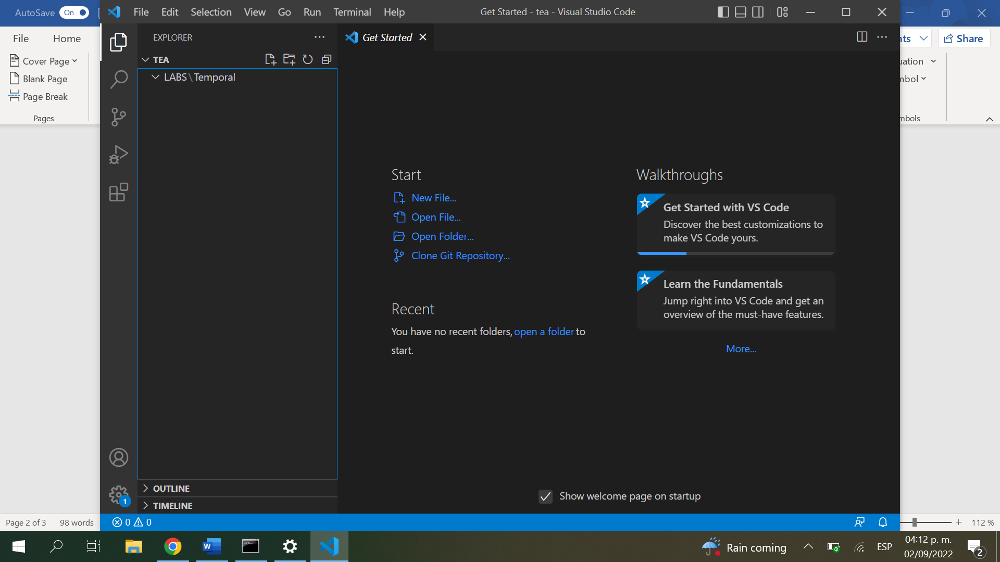 AutoSave On
File Edit Selection View Go Run Terminal Help
Get Started - tea - Visual Studio Code
File Home
Share
Cover Page
Blank Page
Page Break
Pages
EXPLORER
Get Started
TEA
LABS\Temporal
Start
New File...
Open File...
Open Folder...
Clone Git Repository...
Recent
You have no recent folders, open a folder to
start.
Walkthroughs
Get Started with VS Code
Discover the best customizations to
make VS Code yours.
Learn the Fundamentals
Jump right into VS Code and get an
overview of the must-have features.
More...
Show welcome page on startup
OUTLINE
TIMELINE
1
Page 2 of 3 98 words
0 0
112 %
Rain coming
ESP
04:12 p. m.
02/09/2022
2